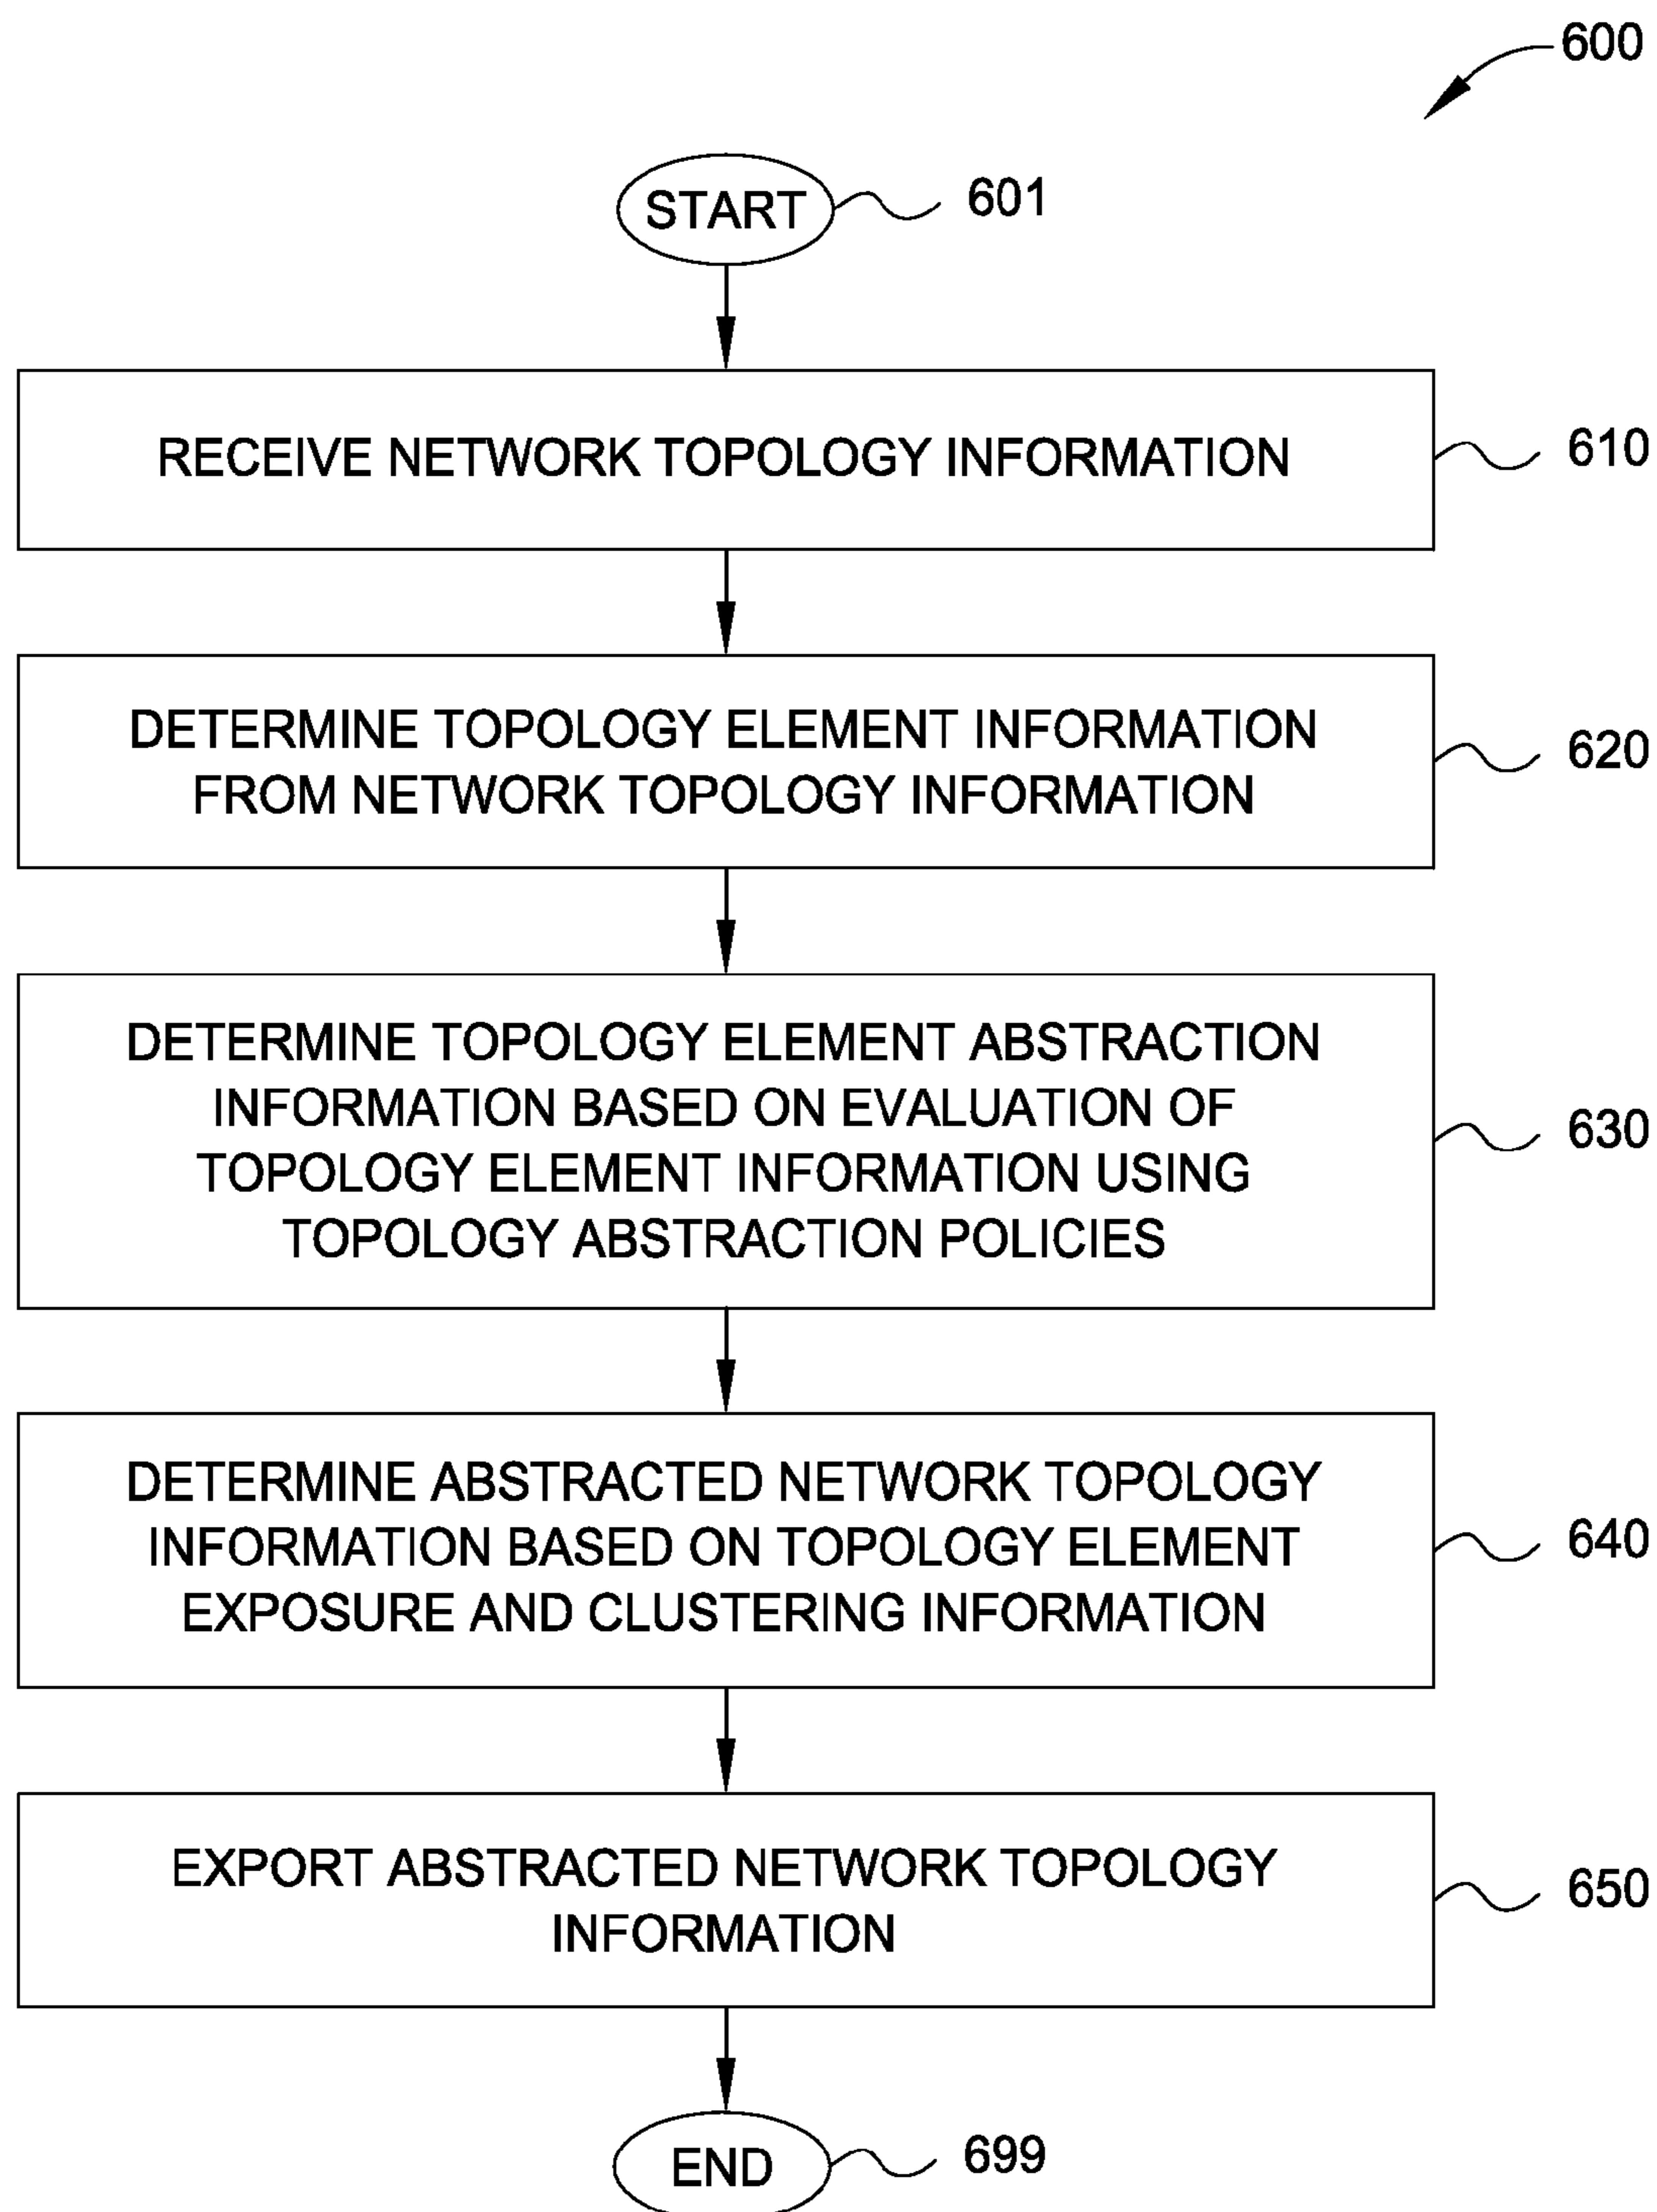 600
START
601
RECEIVE NETWORK TOPOLOGY INFORMATION
610
DETERMINE TOPOLOGY ELEMENT INFORMATION
FROM NETWORK TOPOLOGY INFORMATION
620
DETERMINE TOPOLOGY ELEMENT ABSTRACTION
INFORMATION BASED ON EVALUATION OF
TOPOLOGY ELEMENT INFORMATION USING
TOPOLOGY ABSTRACTION POLICIES
630
DETERMINE ABSTRACTED NETWORK TOPOLOGY
INFORMATION BASED ON TOPOLOGY ELEMENT
EXPOSURE AND CLUSTERING INFORMATION
640
EXPORT ABSTRACTED NETWORK TOPOLOGY
INFORMATION
650
END
699